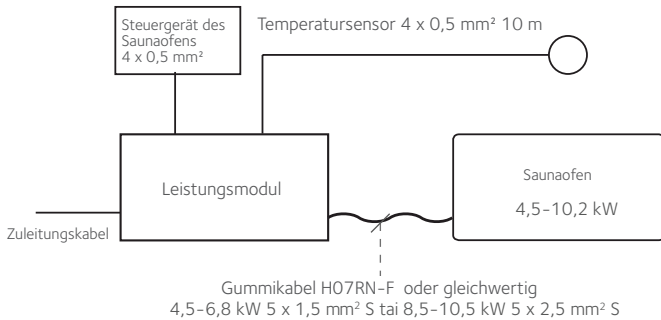 Steuergerät des
Saunaofens
4 x 0,5 mm²
Temperatursensor 4 x 0,5 mm² 10 m
Leistungsmodul
Saunaofen
4,5–10,2 kW
Zuleitungskabel
Gummikabel H07RN-F oder gleichwertig
4,5–6,8 kW 5 x 1,5 mm² S tai 8,5–10,5 kW 5 x 2,5 mm² S